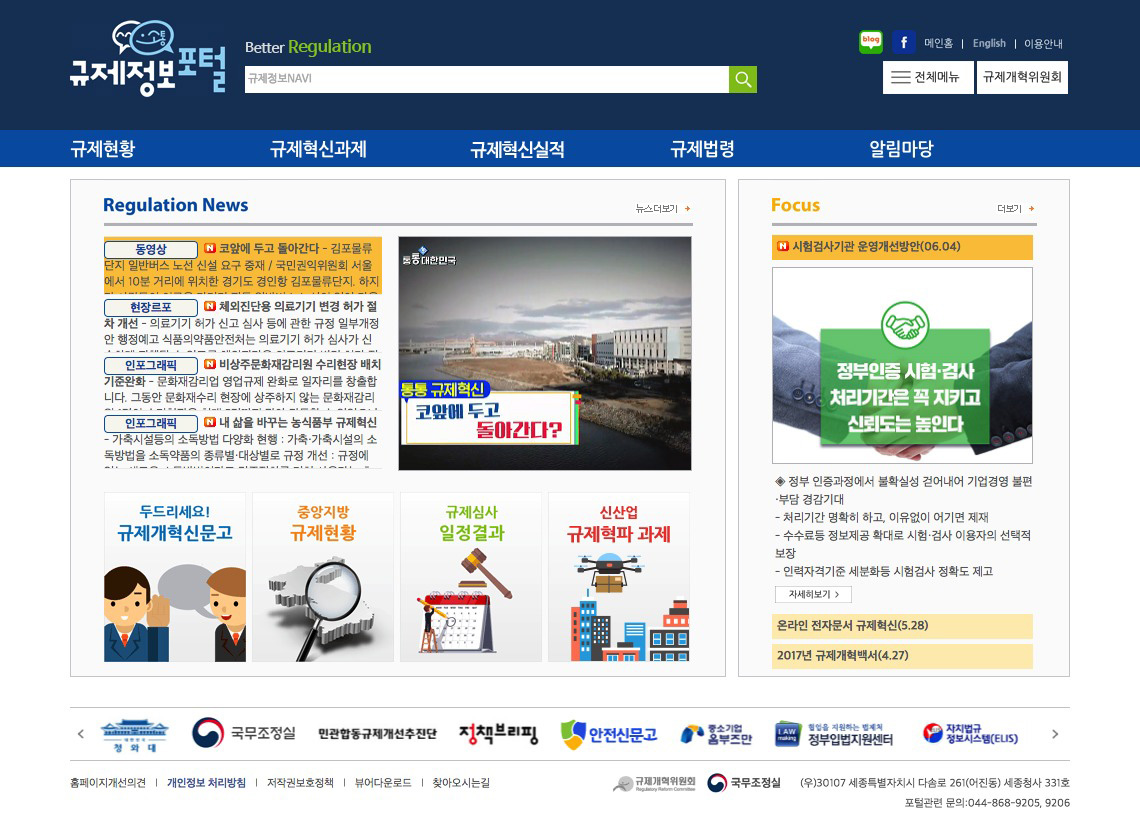 소통
규제정보포털
Better Regulation
규제정보NAVI
blog
f
메인홈 | English | 이용안내
전체메뉴
규제개혁위원회
규제현황
규제혁신과제
규제혁신실적
규제법령
알림마당
Regulation News
뉴스더보기
동영상
N 코앞에 두고 돌아간다 - 김포물류
단지 일반버스 노선 신설 요구 중재 / 국민권익위원회 서울
에서 10분 거리에 위치한 경기도 경인항 김포물류단지. 하지
현장르포
N 체외진단용 의료기기 변경 허가 절
차 개선 - 의료기기 허가 신고 심사 등에 관한 규정 일부개정
안 행정예고 식품의약품안전처는 의료기기 허가 심사가 신
인포그래픽
N 비상주문화재감리원 수리현장 배치
기준완화 - 문화재감리업 영업규제 완화로 일자리를 창출합
니다. 그동안 문화재수리 현장에 상주하지 않는 문화재감리
인포그래픽
N 내 삶을 바꾸는 농식품부 규제혁신
- 가축시설등의 소독방법 다양화 현행 : 가축·가축시설의 소
독방법을 소독약품의 종류별·대상별로 규정 개선 : 규정에
통통대한민국
통통 규제혁신
코앞에 두고
돌아간다?
두드리세요!
규제개혁신문고
중앙지방
규제현황
규제심사
일정결과
신산업
규제혁파 과제
Focus
더보기
N 시험검사기관 운영개선방안(06.04)
정부인증 시험·검사
처리기간은 꼭 지키고
신뢰도는 높인다
◈ 정부 인증과정에서 불확실성 걷어내어 기업경영 불편
·부담 경감기대
- 처리기간 명확히 하고, 이유없이 어기면 제재
- 수수료등 정보제공 확대로 시험·검사 이용자의 선택적
보장
- 인력자격기준 세분화등 시험검사 정확도 제고
자세히보기 >
온라인 전자문서 규제혁신(5.28)
2017년 규제개혁백서(4.27)
대한민국
청와대
국무조정실
민관합동규제개선추진단
정책브리핑
안전신문고
중소기업
옴부즈만
LAW
making
정부입법지원센터
자치법규
정보시스템(ELIS)
홈페이지개선의견 | 개인정보 처리방침 | 저작권보호정책 | 뷰어다운로드 | 찾아오시는길
규제개혁위원회
Regulatory Reform Committee
국무조정실
(우)30107 세종특별자치시 다솜로 261(어진동) 세종청사 331호
포털관련 문의:044-868-9205, 9206